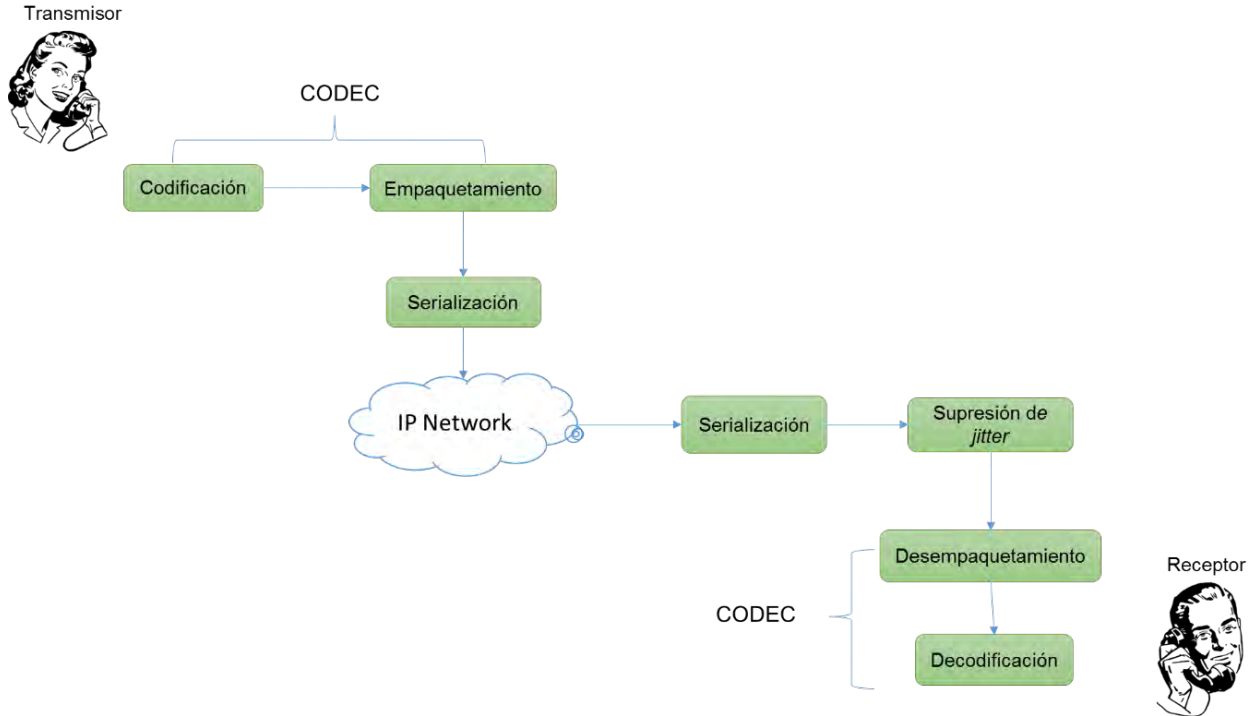 Transmisor
CODEC
Codificación
Empaquetamiento
Serialización
IP Network
Serialización
Supresión de
jitter
Desempaquetamiento
Receptor
CODEC
Decodificación